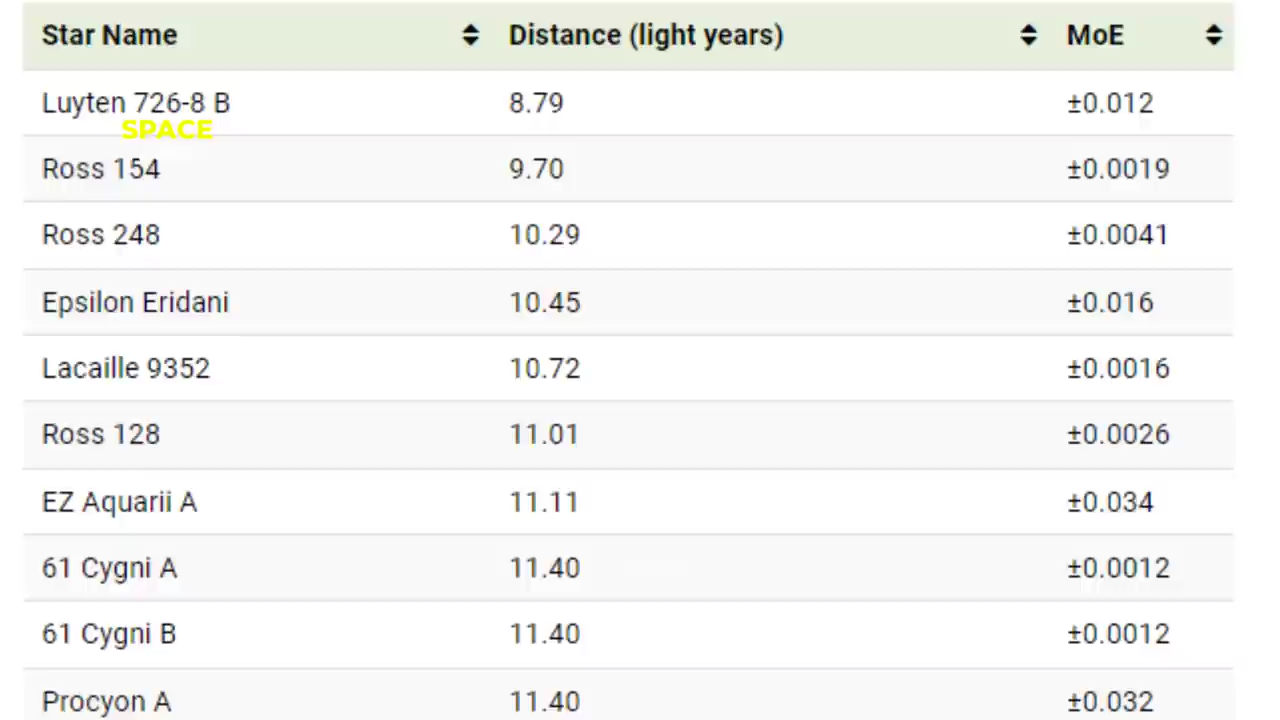 Star Name Distance (light years) MoE
Luyten 726-8 B 8.79 ±0.012
SPACE
Ross 154 9.70 ±0.0019
Ross 248 10.29 ±0.0041
Epsilon Eridani 10.45 ±0.016
Lacaille 9352 10.72 ±0.0016
Ross 128 11.01 ±0.0026
EZ Aquarii A 11.11 ±0.034
61 Cygni A 11.40 ±0.0012
61 Cygni B 11.40 ±0.0012
Procyon A 11.40 ±0.032